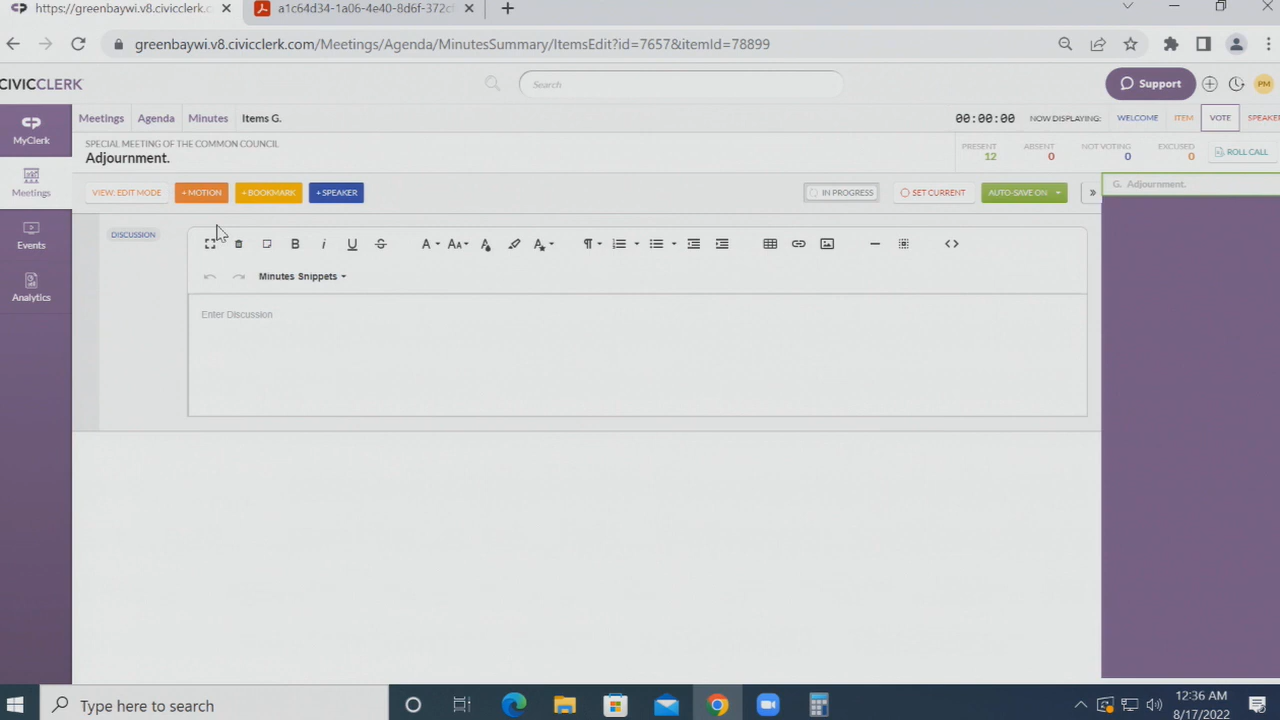 https://greenbaywi.v8.civicclerk.c
a1c64d34-1a06-4e40-8d6f-372cf
greenbaywi.v8.civicclerk.com/Meetings/Agenda/MinutesSummary/ItemsEdit?id=7657&itemId=78899
CIVICCLERK
Search
Support
PM
MyClerk
Meetings
Events
Analytics
Meetings Agenda Minutes Items G.
00:00:00 NOW DISPLAYING: WELCOME ITEM VOTE SPEAKER
SPECIAL MEETING OF THE COMMON COUNCIL
Adjournment.
PRESENT ABSENT NOT VOTING EXCUSED
12 0 0 0
ROLL CALL
VIEW: EDIT MODE + MOTION + BOOKMARK + SPEAKER
IN PROGRESS SET CURRENT AUTO-SAVE ON »
G. Adjournment.
DISCUSSION
Minutes Snippets
Enter Discussion
Type here to search
12:36 AM
8/17/2022